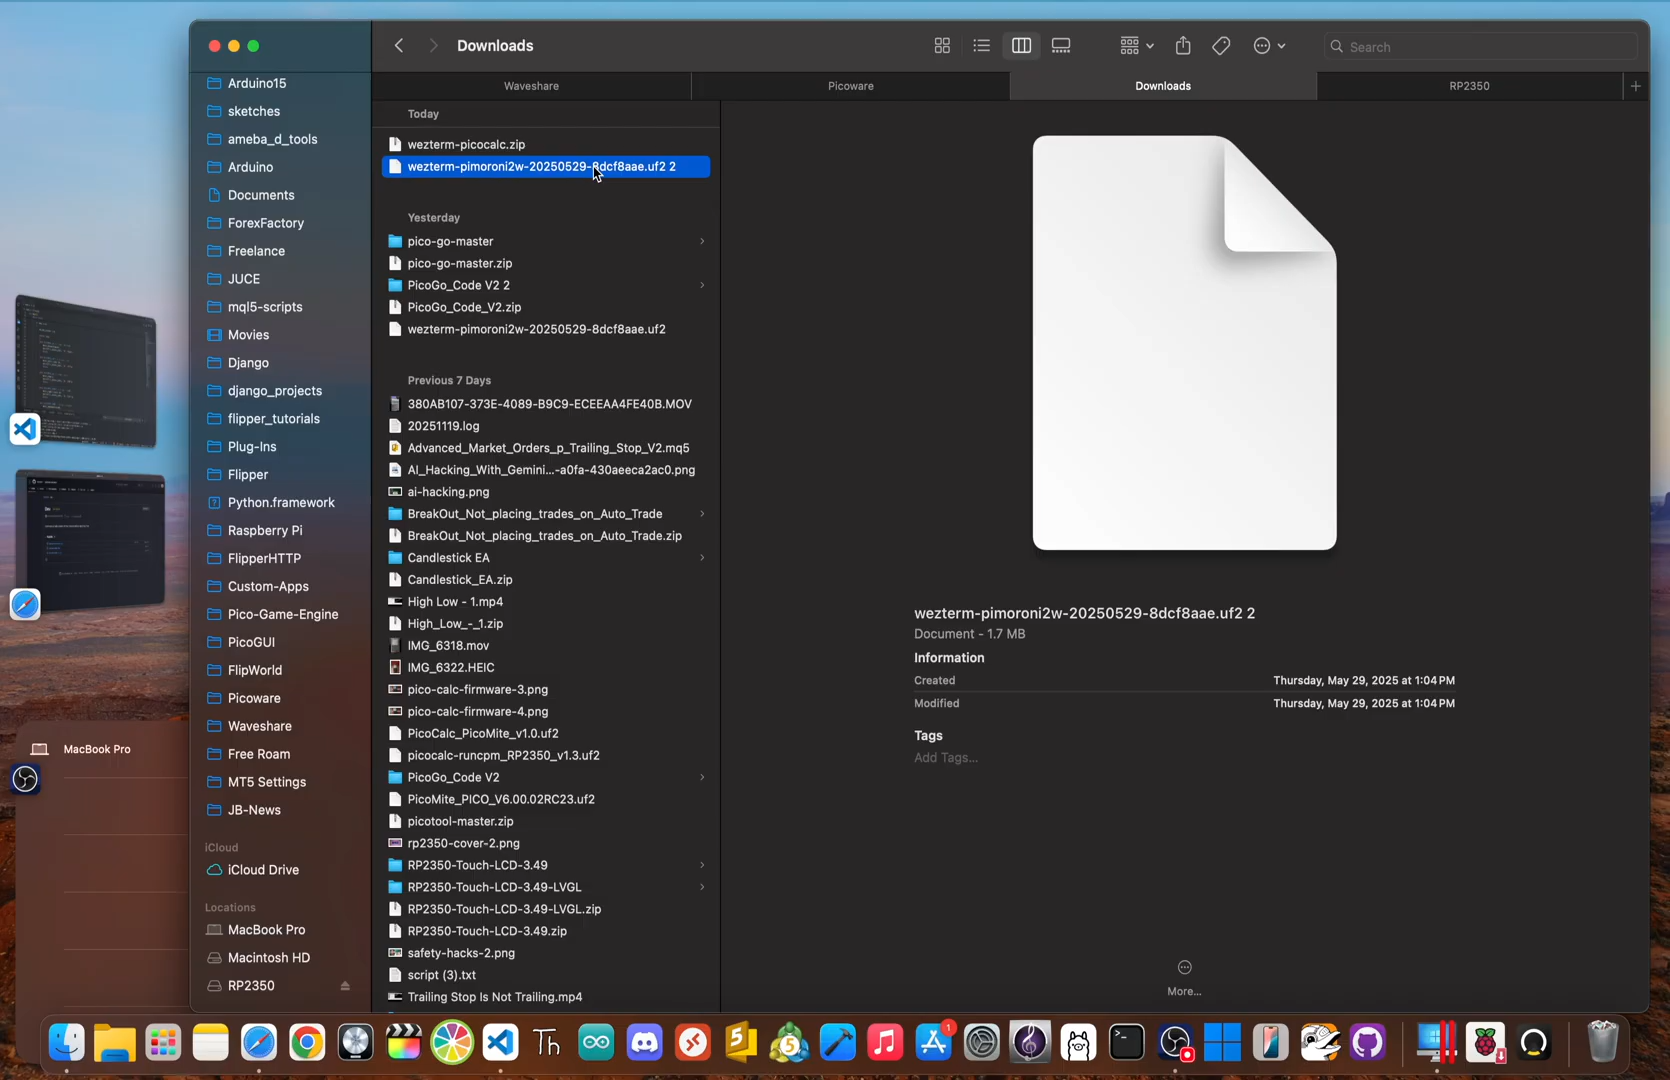 Downloads
Search
Waveshare
Picoware
Downloads
RP2350
Arduino15
sketches
ameba_d_tools
Arduino
Documents
ForexFactory
Freelance
JUCE
mql5-scripts
Movies
Django
django_projects
flipper_tutorials
Plug-Ins
Flipper
Python.framework
Raspberry Pi
FlipperHTTP
Custom-Apps
Pico-Game-Engine
PicoGUI
FlipWorld
Picoware
Waveshare
Free Roam
MT5 Settings
JB-News
iCloud
iCloud Drive
Locations
MacBook Pro
Macintosh HD
RP2350
Today
wezterm-picocalc.zip
wezterm-pimoroni2w-20250529-8dcf8aae.uf2 2
Yesterday
pico-go-master
pico-go-master.zip
PicoGo_Code V2 2
PicoGo_Code_V2.zip
wezterm-pimoroni2w-20250529-8dcf8aae.uf2
Previous 7 Days
380AB107-373E-4089-B9C9-ECEEAA4FE40B.MOV
20251119.log
Advanced_Market_Orders_p_Trailing_Stop_V2.mq5
AI_Hacking_With_Gemini...-a0fa-430aeeca2ac0.png
ai-hacking.png
BreakOut_Not_placing_trades_on_Auto_Trade
BreakOut_Not_placing_trades_on_Auto_Trade.zip
Candlestick EA
Candlestick_EA.zip
High Low - 1.mp4
High_Low_-_1.zip
IMG_6318.mov
IMG_6322.HEIC
pico-calc-firmware-3.png
pico-calc-firmware-4.png
PicoCalc_PicoMite_v1.0.uf2
picocalc-runcpm_RP2350_v1.3.uf2
PicoGo_Code V2
PicoMite_PICO_V6.00.02RC23.uf2
picotool-master.zip
rp2350-cover-2.png
RP2350-Touch-LCD-3.49
RP2350-Touch-LCD-3.49-LVGL
RP2350-Touch-LCD-3.49-LVGL.zip
RP2350-Touch-LCD-3.49.zip
safety-hacks-2.png
script (3).txt
Trailing Stop Is Not Trailing.mp4
wezterm-pimoroni2w-20250529-8dcf8aae.uf2 2
Document - 1.7 MB
Information
Created Thursday, May 29, 2025 at 1:04 PM
Modified Thursday, May 29, 2025 at 1:04 PM
Tags
Add Tags...
More...
MacBook Pro
Th
5
5
1